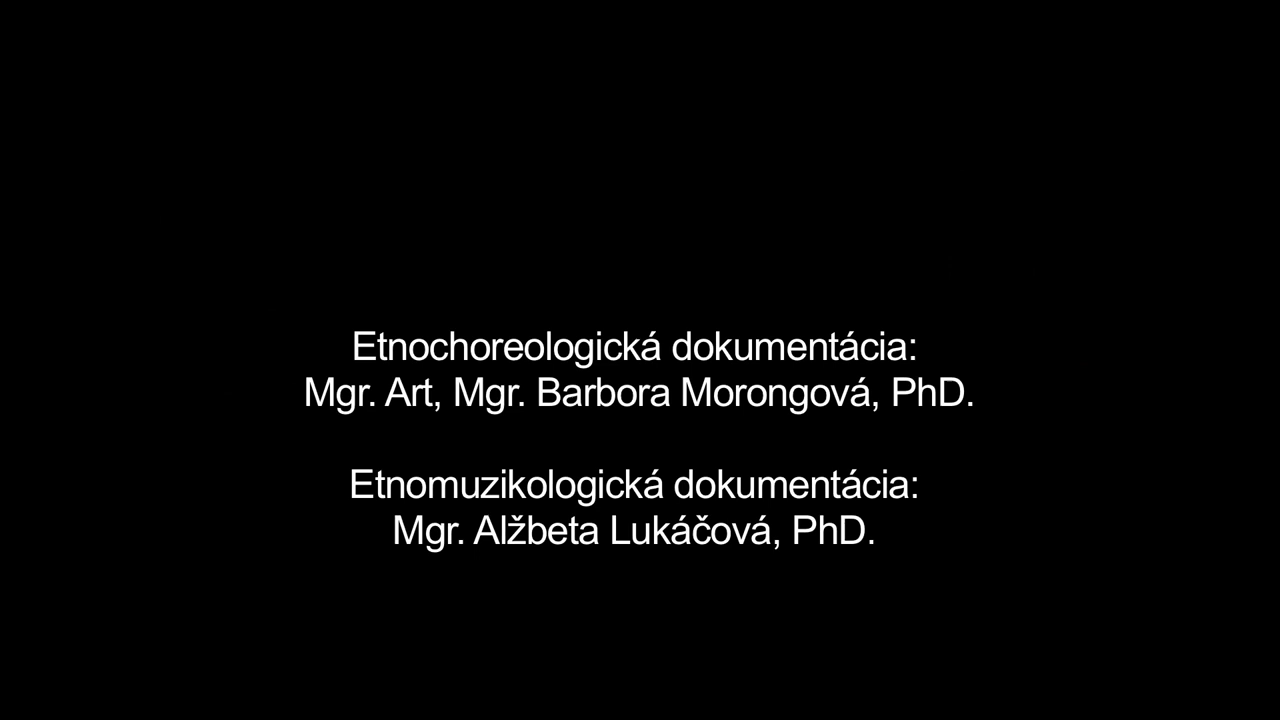 Etnochoreologická dokumentácia:
Mgr. Art, Mgr. Barbora Morongová, PhD.
Etnomuzikologická dokumentácia:
Mgr. Alžbeta Lukáčová, PhD.